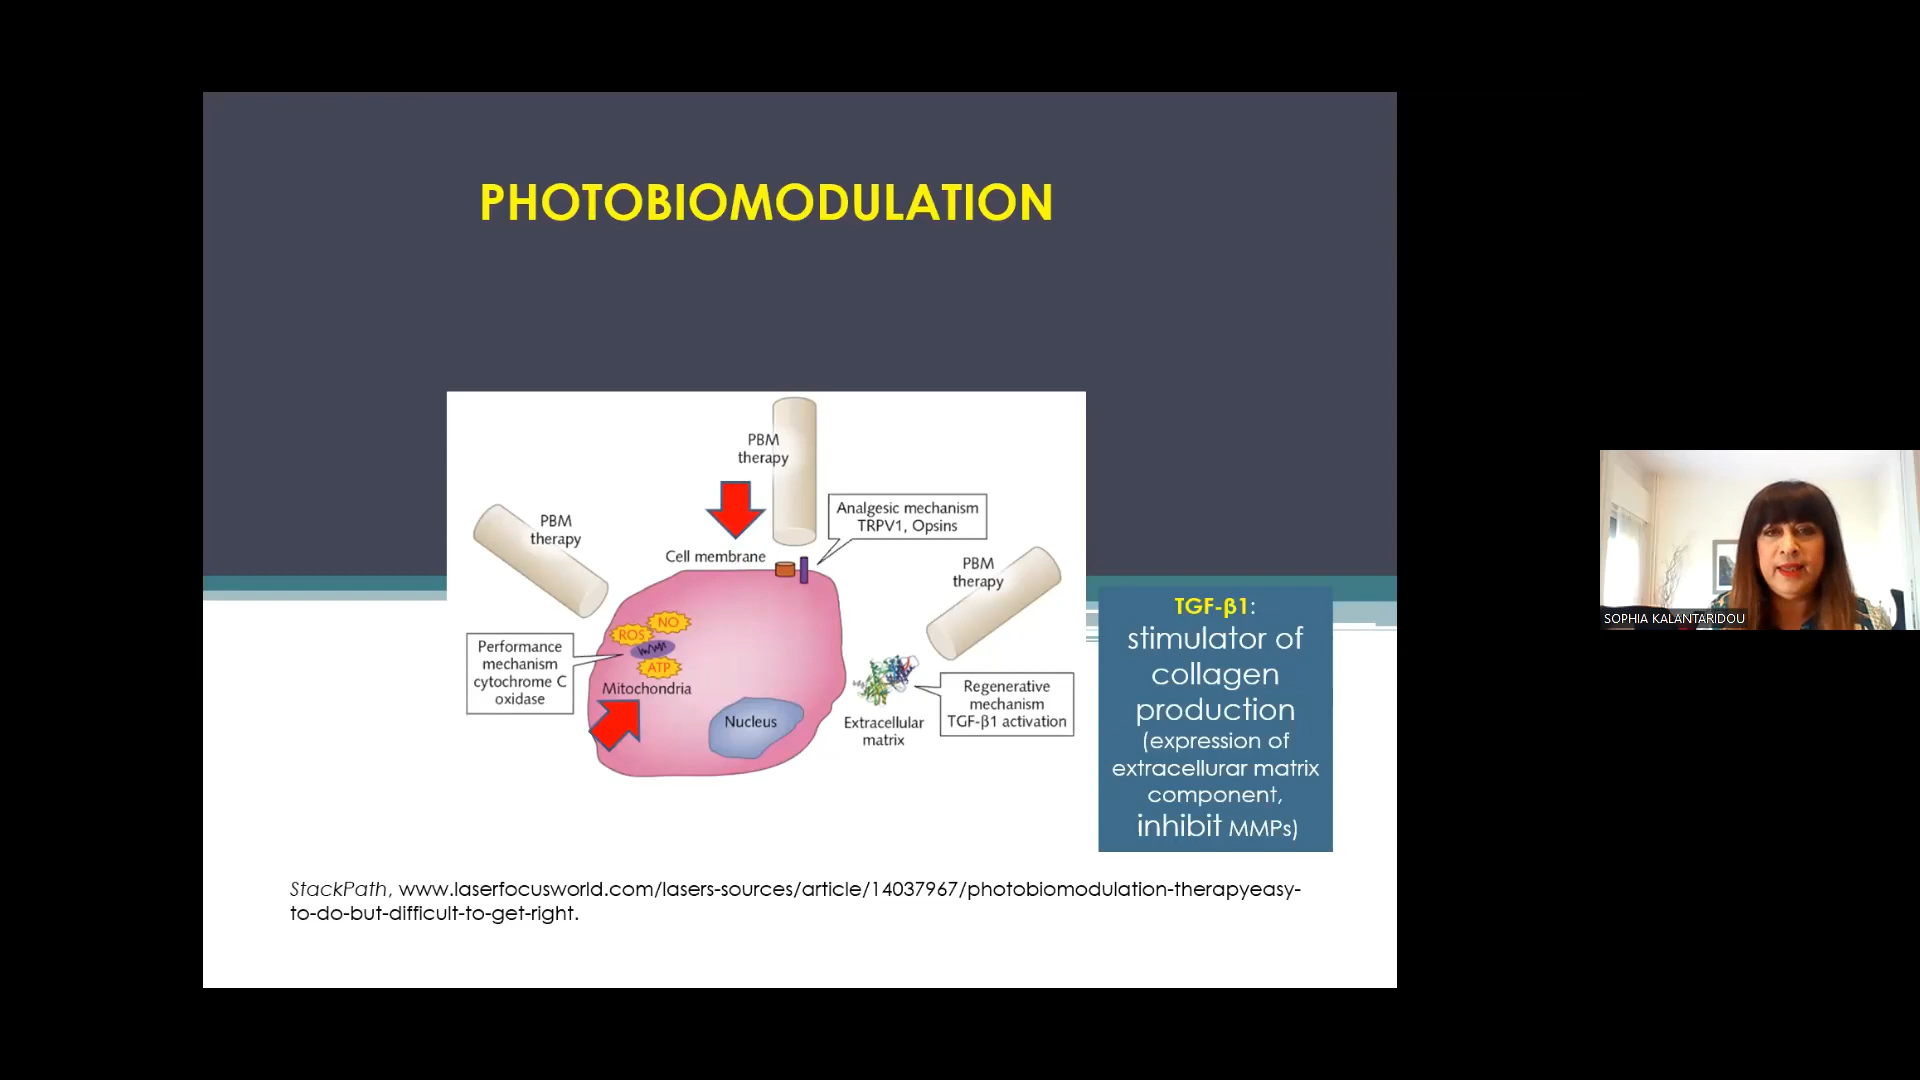 PHOTOBIOMODULATION
PBM
therapy
Analgesic mechanism
TRPV1, Opsins
PBM
therapy
Cell membrane
PBM
therapy
NO
ROS
ATP
Mitochondria
Performance
mechanism
cytochrome C
oxidase
Nucleus
Extracellular
matrix
Regenerative
mechanism
TGF-β1 activation
TGF-β1:
stimulator of
collagen
production
(expression of
extracellurar matrix
component,
inhibit MMPs)
StackPath, www.laserfocusworld.com/lasers-sources/article/14037967/photobiomodulation-therapyeasy-
to-do-but-difficult-to-get-right.
SOPHIA KALANTARIDOU